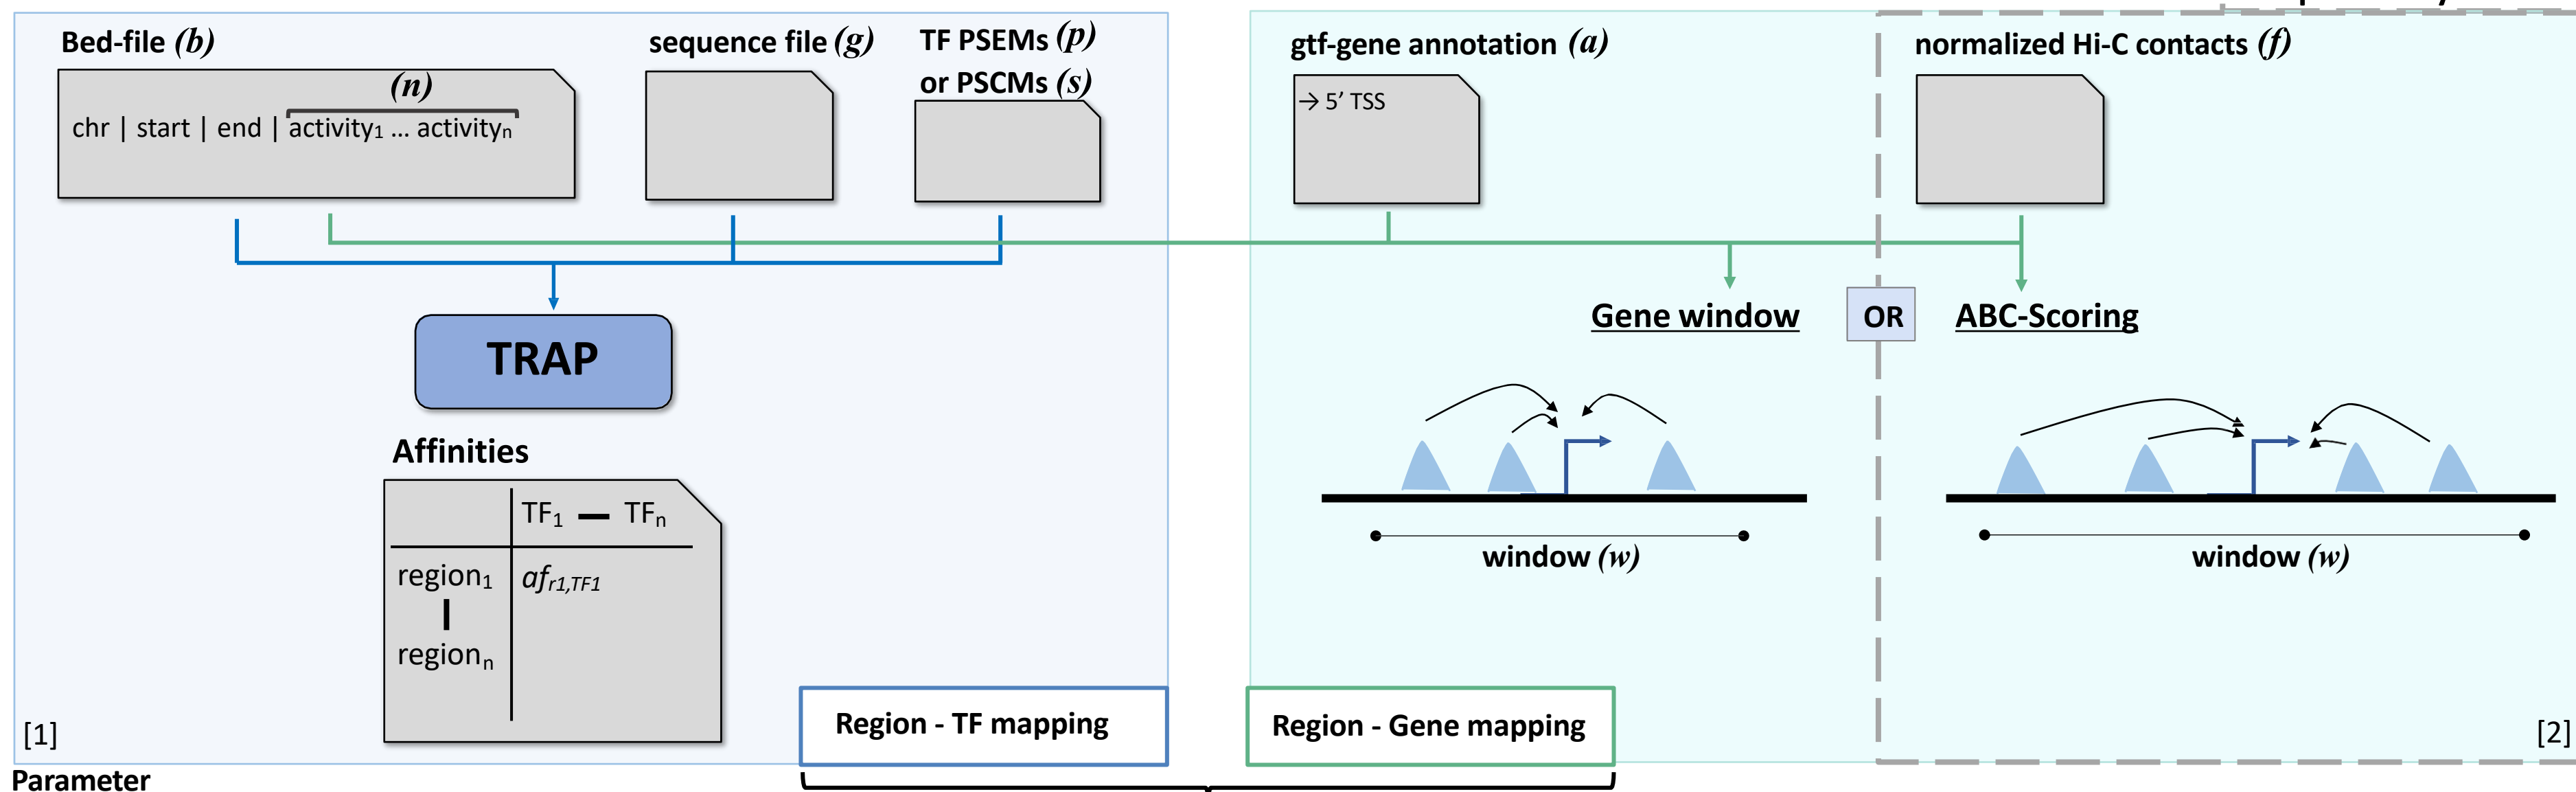 Bed-file (b)
(n)
chr | start | end | activity1 ... activityn
sequence file (g)
TF PSEMs (p)
or PSCMs (s)
TRAP
Affinities
TF1 — TFn
region1 afr1,TF1
regionn
[1]
Region - TF mapping
Parameter
gtf-gene annotation (a)
→ 5’ TSS
normalized Hi-C contacts (f)
Gene window
OR
ABC-Scoring
window (w)
window (w)
Region - Gene mapping
[2]